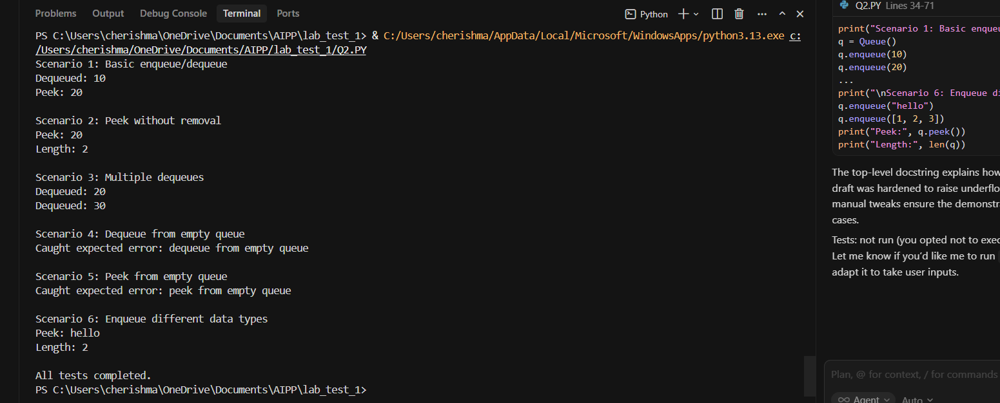 Problems Output Debug Console Terminal Ports Python
PS C:\Users\cherishma\OneDrive\Documents\AIPP\lab_test_1> & C:/Users/cherishma/AppData/Local/Microsoft/WindowsApps/python3.13.exe c:
/Users/cherishma/OneDrive/Documents/AIPP/lab_test_1/Q2.PY
Scenario 1: Basic enqueue/dequeue
Dequeued: 10
Peek: 20
Scenario 2: Peek without removal
Peek: 20
Length: 2
Scenario 3: Multiple dequeues
Dequeued: 20
Dequeued: 30
Scenario 4: Dequeue from empty queue
Caught expected error: dequeue from empty queue
Scenario 5: Peek from empty queue
Caught expected error: peek from empty queue
Scenario 6: Enqueue different data types
Peek: hello
Length: 2
All tests completed.
PS C:\Users\cherishma\OneDrive\Documents\AIPP\lab_test_1>
Q2.PY Lines 34-71
print("Scenario 1: Basic enqueu
q = Queue()
q.enqueue(10)
q.enqueue(20)
...
print("\nScenario 6: Enqueue di
q.enqueue("hello")
q.enqueue([1, 2, 3])
print("Peek:", q.peek())
print("Length:", len(q))
The top-level docstring explains how
draft was hardened to raise underflo
manual tweaks ensure the demonstra
cases.
Tests: not run (you opted not to exec
Let me know if you'd like me to run
adapt it to take user inputs.
Plan, @ for context, / for commands
Agent Auto